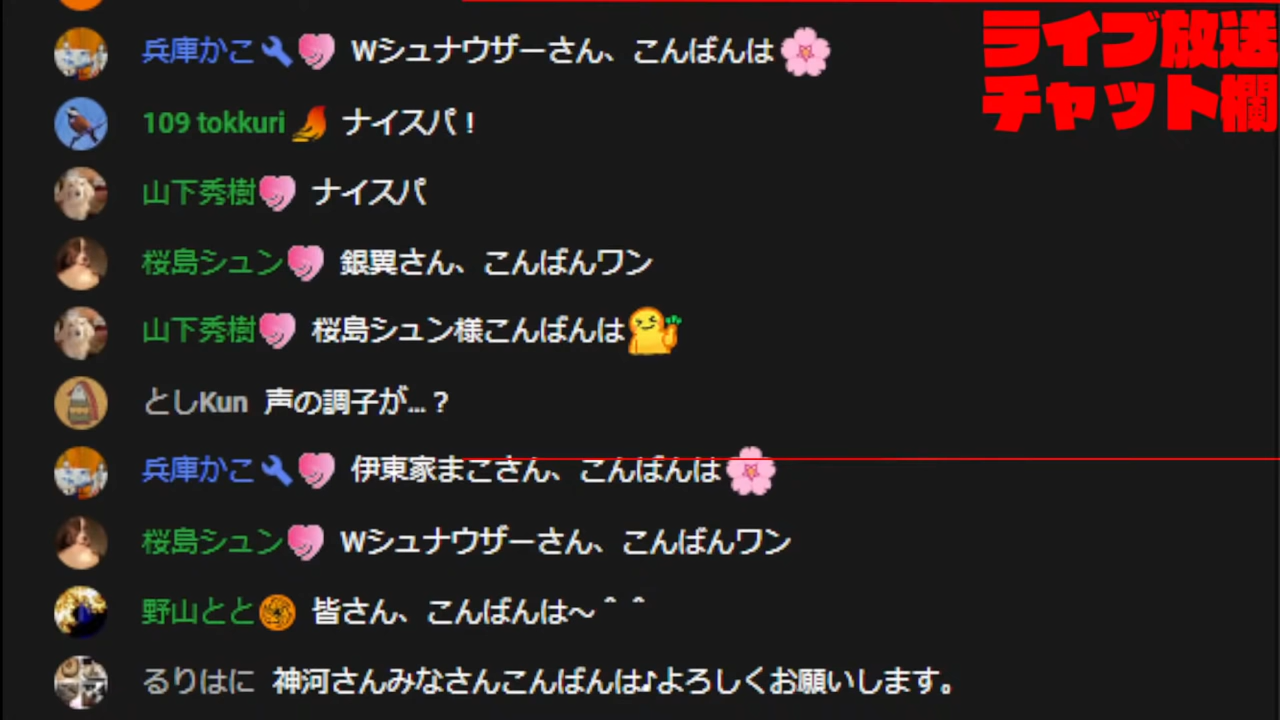 ライブ放送
チャット欄
兵庫かこ Wシュナウザーさん、こんばんは
109 tokkuri ナイスパ！
山下秀樹 ナイスパ
桜島シュン 銀翼さん、こんばんワン
山下秀樹 桜島シュン様こんばんは
としKun 声の調子が...？
兵庫かこ 伊東家まこさん、こんばんは
桜島シュン Wシュナウザーさん、こんばんワン
野山とと 皆さん、こんばんは～＾＾
るりはに 神河さんみなさんこんばんは♪よろしくお願いします。